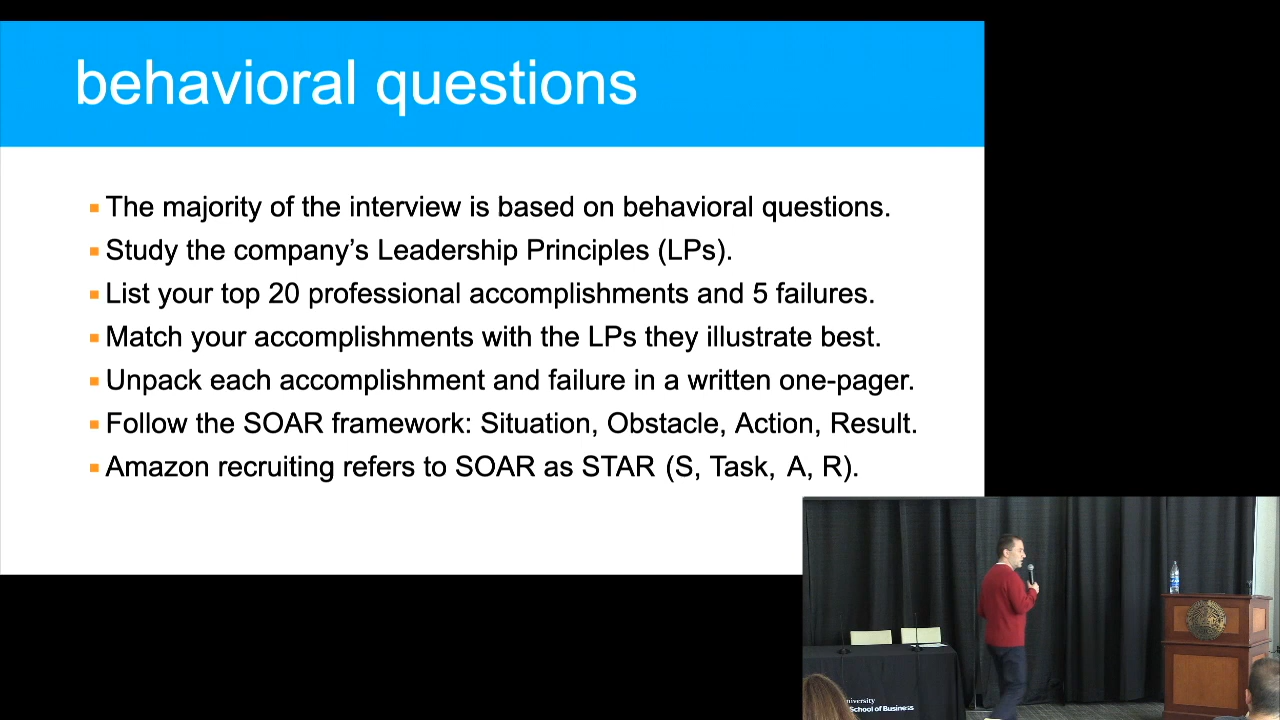 behavioral questions
The majority of the interview is based on behavioral questions.
Study the company’s Leadership Principles (LPs).
List your top 20 professional accomplishments and 5 failures.
Match your accomplishments with the LPs they illustrate best.
Unpack each accomplishment and failure in a written one-pager.
Follow the SOAR framework: Situation, Obstacle, Action, Result.
Amazon recruiting refers to SOAR as STAR (S, Task, A, R).
School of Business